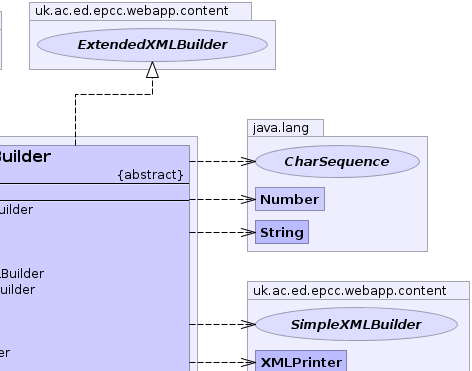 uk.ac.ed.epcc.webapp.content
ExtendedXMLBuilder
java.lang
Builder
CharSequence
{abstract}
Number
uilder
String
LBuilder
uilder
uk.ac.ed.epcc.webapp.content
SimpleXMLBuilder
er
XMLPrinter